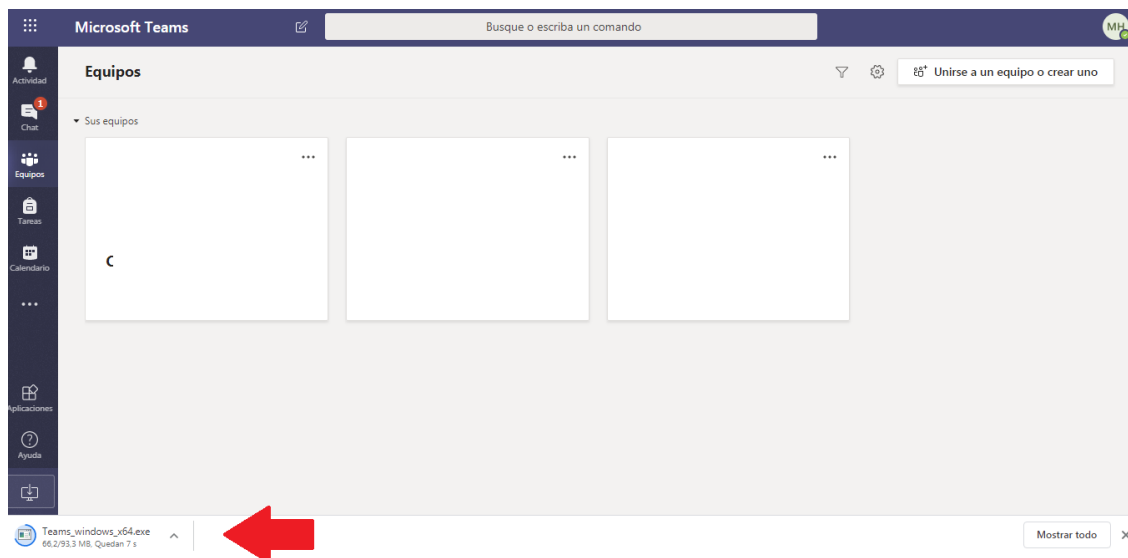 Microsoft Teams
Busque o escriba un comando
MH
Actividad
Equipos
Unirse a un equipo o crear uno
1
Chat
Sus equipos
Equipos
Tareas
Calendario
C
Aplicaciones
Ayuda
Teams_windows_x64.exe
66,2/93,3 MB, Quedan 7 s
Mostrar todo